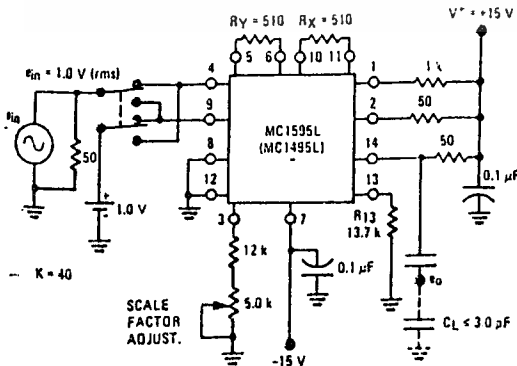 RY = 510
RX = 510
V+ = +15 V
ein = 1.0 V (rms)
4
5
6
10
11
1
1 k
ein
9
2
50
MC1595L
(MC1495L)
50
8
14
50
12
13
0.1 µF
1.0 V
3
7
R13
13.7 k
12 k
0.1 µF
eo
K = 40
SCALE
FACTOR
ADJUST.
5.0 k
CL ≤ 3.0 pF
-15 V